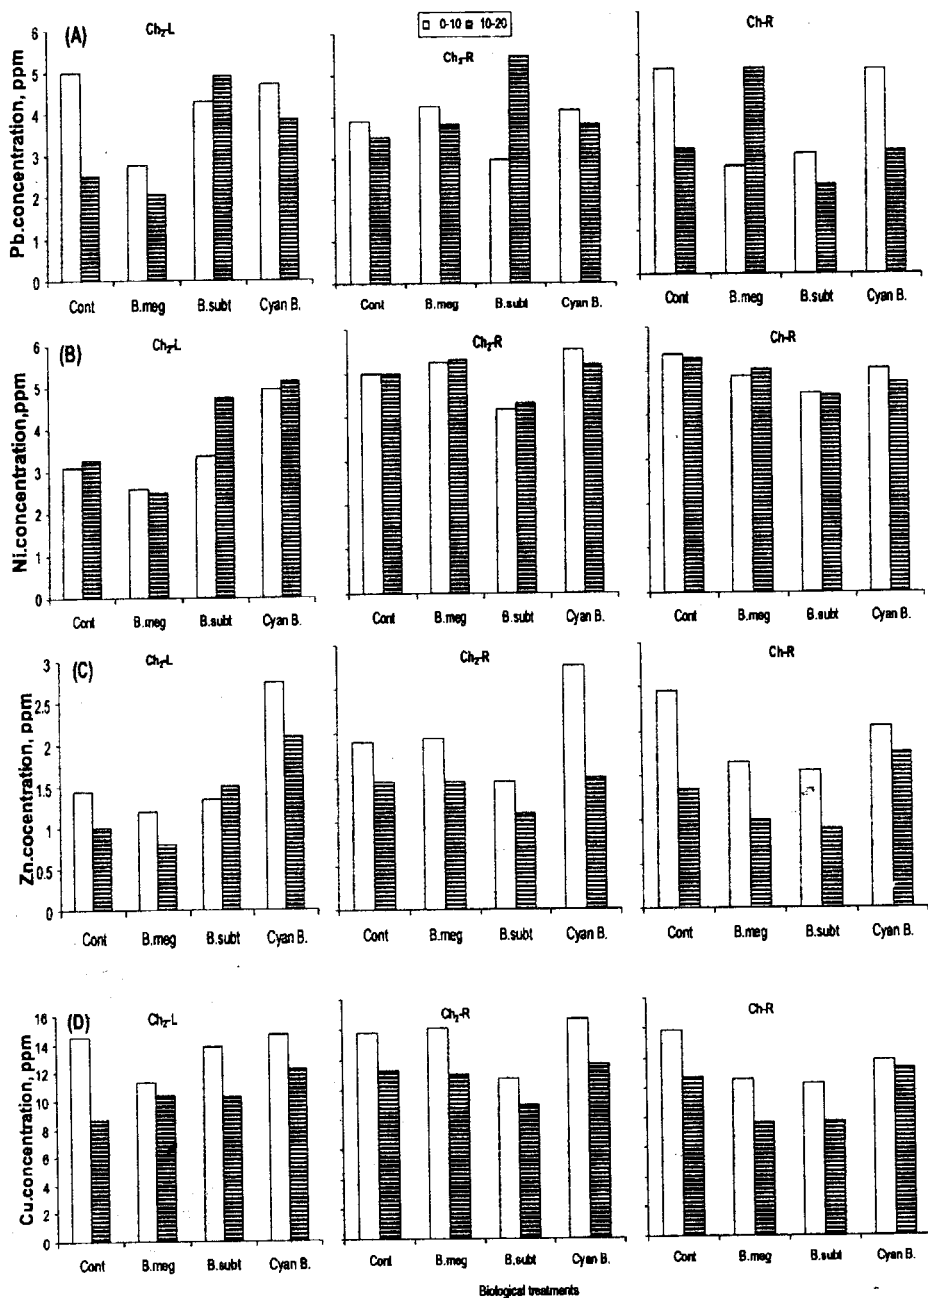 (A)
Ch₂-L
0-10 10-20
Ch₂-R
Ch-R
Pb.concentration, ppm
6
5
4
3
2
1
0
Cont B.meg B.subt Cyan B.
Cont B.meg B.subt Cyan B.
Cont B.meg B.subt Cyan B.
(B)
Ch₂-L
Ch₂-R
Ch-R
Ni.concentration,ppm
6
5
4
3
2
1
0
Cont B.meg B.subt Cyan B.
Cont B.meg B.subt Cyan B.
Cont B.meg B.subt Cyan B.
(C)
Ch₂-L
Ch₂-R
Ch-R
Zn.cocentration, ppm
3
2.5
2
1.5
1
0.5
0
Cont B.meg B.subt Cyan B.
Cont B.meg B.subt Cyan B.
Cont B.meg B.subt Cyan B.
(D)
Ch₂-L
Ch₂-R
Ch-R
Cu.concentration, ppm
16
14
12
10
8
6
4
2
0
Cont B.meg B.subt Cyan B.
Cont B.meg B.subt Cyan B.
Cont B.meg B.subt Cyan B.
Biological treatments